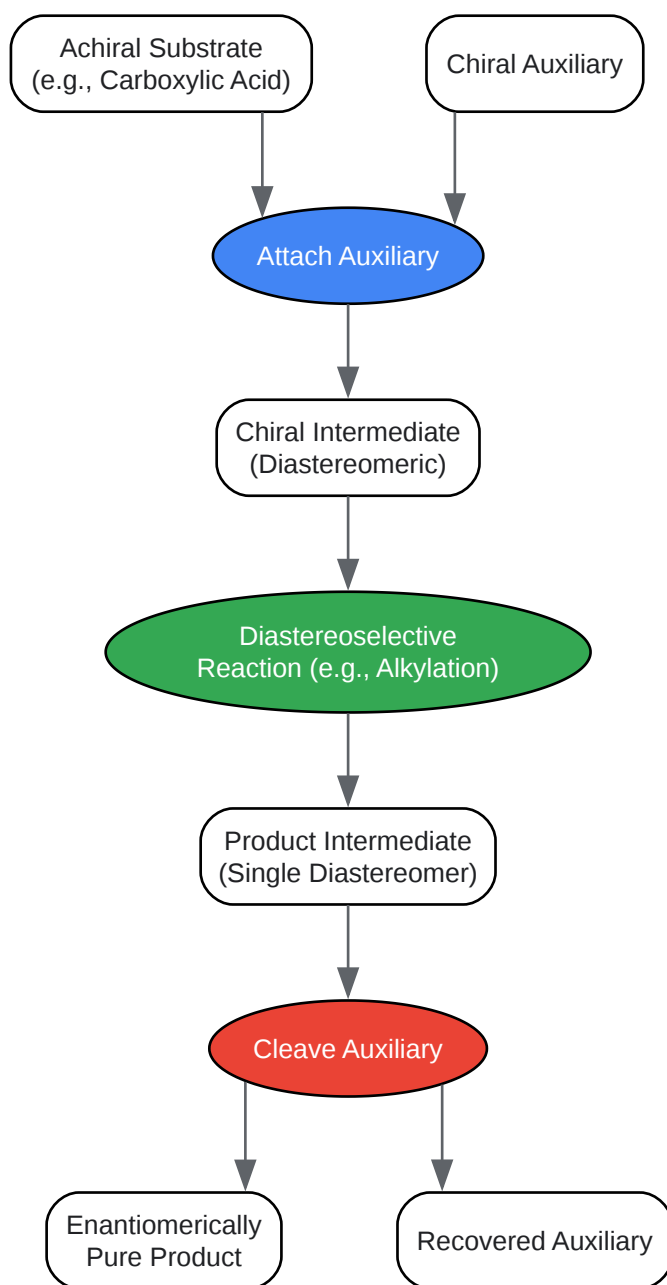 Achiral Substrate
(e.g., Carboxylic Acid)
Chiral Auxiliary
Attach Auxiliary
Chiral Intermediate
(Diastereomeric)
Diastereoselective
Reaction (e.g., Alkylation)
Product Intermediate
(Single Diastereomer)
Cleave Auxiliary
Enantiomerically
Pure Product
Recovered Auxiliary